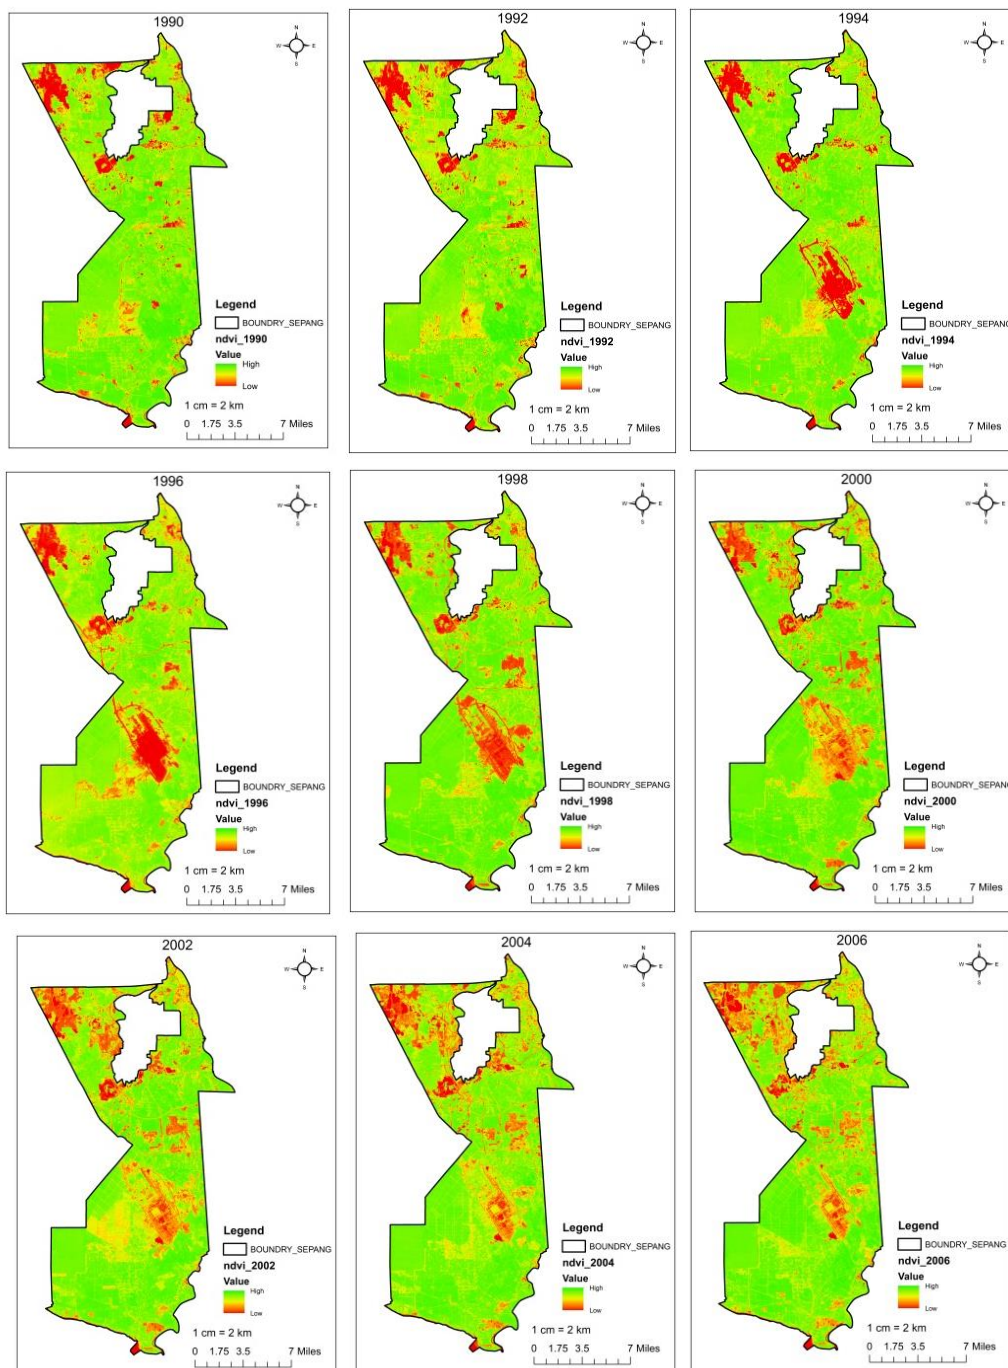 1990
N
W E
S
Legend
BOUNDRY_SEPANG
ndvi_1990
Value
High
Low
1 cm = 2 km
0 1.75 3.5 7 Miles
1992
N
W E
S
Legend
BOUNDRY_SEPANG
ndvi_1992
Value
High
Low
1 cm = 2 km
0 1.75 3.5 7 Miles
1994
N
W E
S
Legend
BOUNDRY_SEPANG
ndvi_1994
Value
High
Low
1 cm = 2 km
0 1.75 3.5 7 Miles
1996
N
W E
S
Legend
BOUNDRY_SEPANG
ndvi_1996
Value
High
Low
1 cm = 2 km
0 1.75 3.5 7 Miles
1998
N
W E
S
Legend
BOUNDRY_SEPANG
ndvi_1998
Value
High
Low
1 cm = 2 km
0 1.75 3.5 7 Miles
2000
N
W E
S
Legend
BOUNDRY_SEPANG
ndvi_2000
Value
High
Low
1 cm = 2 km
0 1.75 3.5 7 Miles
2002
N
W E
S
Legend
BOUNDRY_SEPANG
ndvi_2002
Value
High
Low
1 cm = 2 km
0 1.75 3.5 7 Miles
2004
N
W E
S
Legend
BOUNDRY_SEPANG
ndvi_2004
Value
High
Low
1 cm = 2 km
0 1.75 3.5 7 Miles
2006
N
W E
S
Legend
BOUNDRY_SEPANG
ndvi_2006
Value
High
Low
1 cm = 2 km
0 1.75 3.5 7 Miles